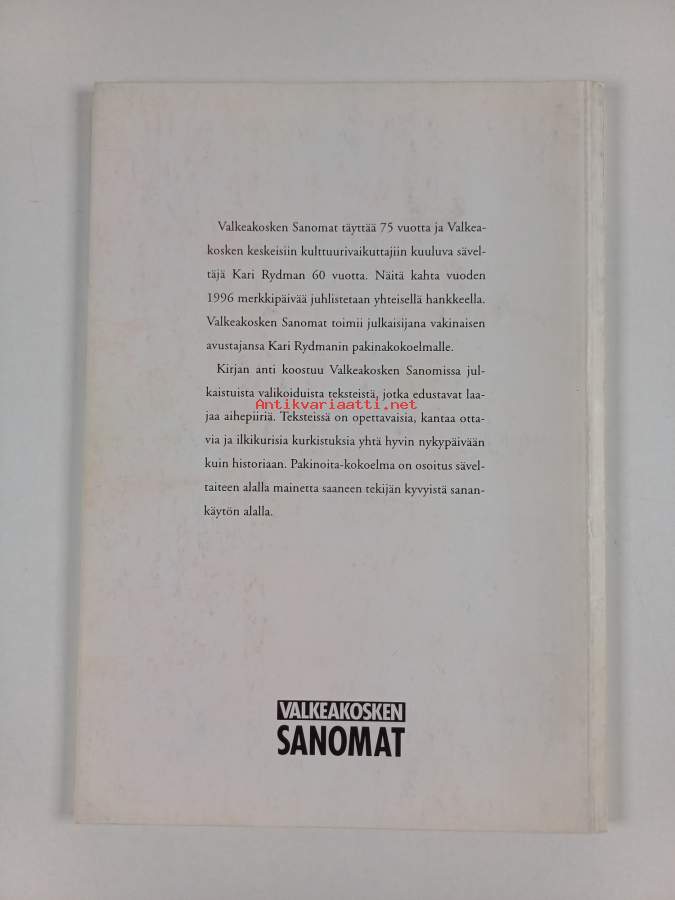 Valkeakosken Sanomat täyttää 75 vuotta ja Valkea-
kosken keskeisiin kulttuurivaikuttajiin kuuluva sävel-
täjä Kari Rydman 60 vuotta. Näitä kahta vuoden
1996 merkkipäivää juhlistetaan yhteisellä hankkeella.
Valkeakosken Sanomat toimii julkaisijana vakinaisen
avustajansa Kari Rydmanin pakinakokoelmalle.
Kirjan anti koostuu Valkeakosken Sanomissa jul-
kaistuista valikoiduista teksteistä, jotka edustavat laa-
Antikvariaatti.net
jaa aihepiiriä. Teksteissä on opettavaisia, kantaa otta-
via ja ilkikurisia kurkistuksia yhtä hyvin nykypäivään
kuin historiaan. Pakinoita-kokoelma on osoitus sävel-
taiteen alalla mainetta saaneen tekijän kyvyistä sanan-
käytön alalla.
VALKEAKOSKEN
SANOMAT